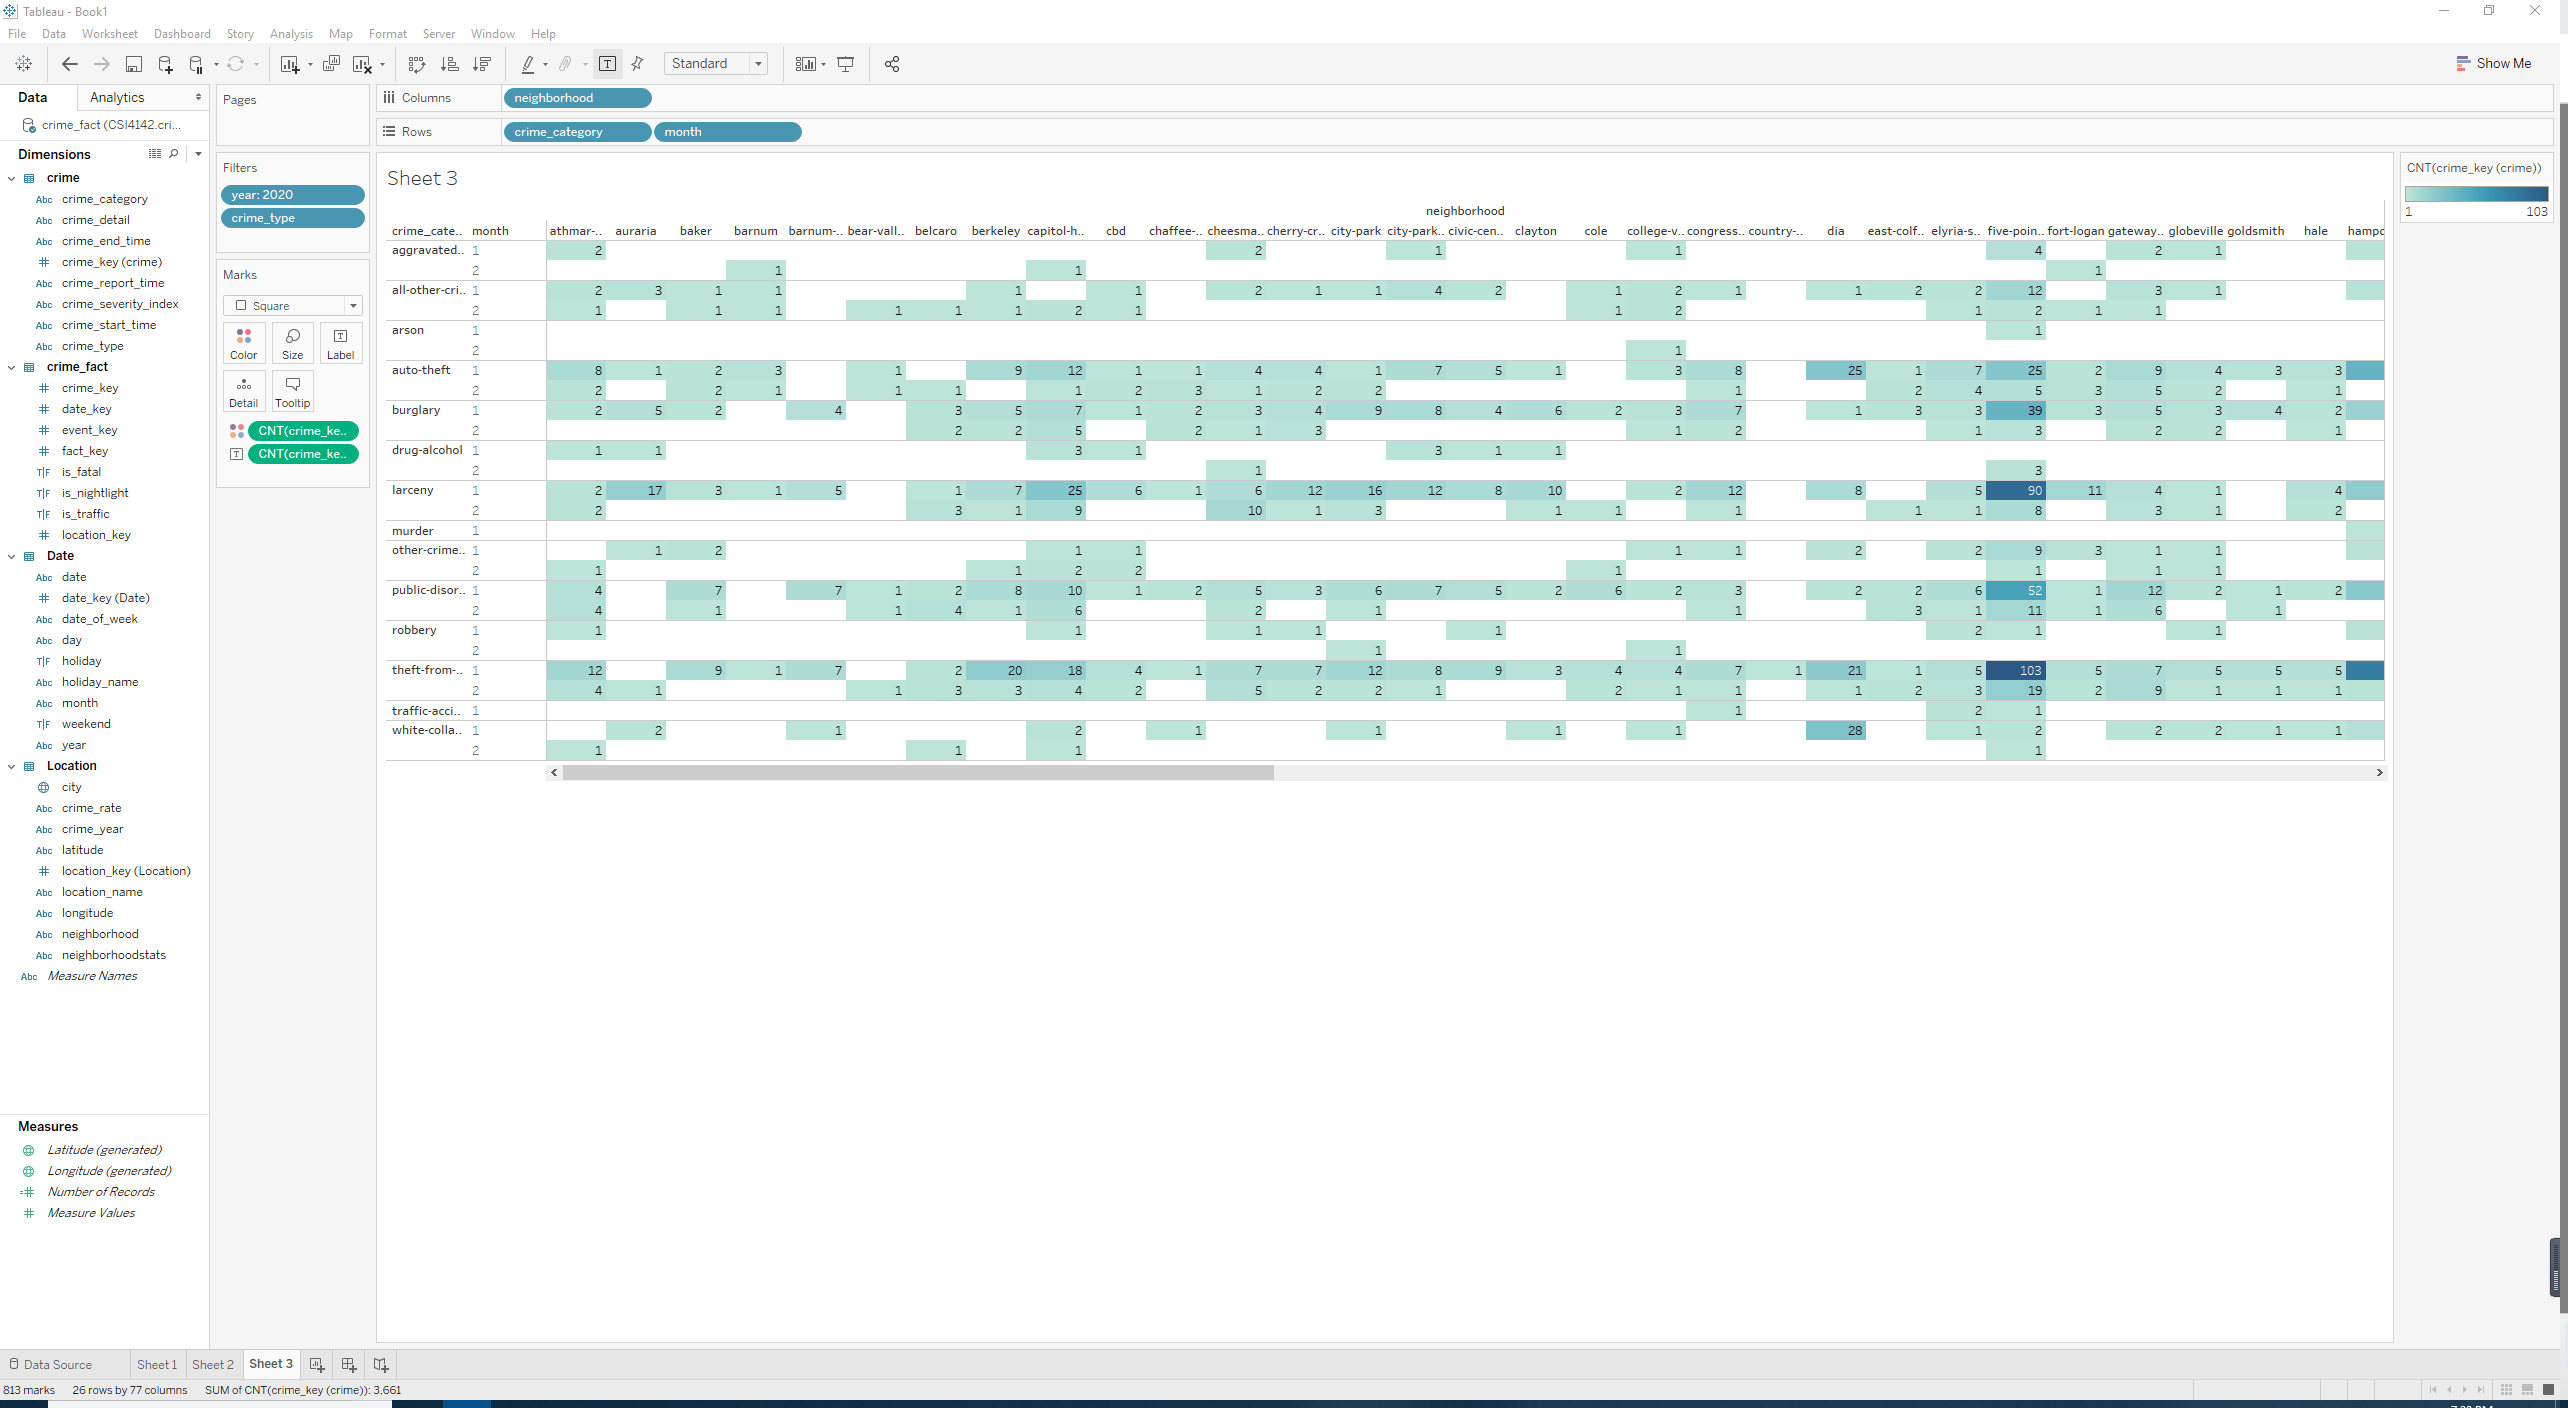 Tableau - Book1
File Data Worksheet Dashboard Story Analysis Map Format Server Window Help
Standard
Show Me
Data Analytics
crime_fact (CSI4142.cri...
Dimensions
crime
Abc crime_category
Abc crime_detail
Abc crime_end_time
# crime_key (crime)
Abc crime_report_time
Abc crime_severity_index
Abc crime_start_time
Abc crime_type
crime_fact
# crime_key
# date_key
# event_key
# fact_key
T|F is_fatal
T|F is_nightlight
T|F is_traffic
# location_key
Date
Abc date
# date_key (Date)
Abc date_of_week
Abc day
T|F holiday
Abc holiday_name
Abc month
T|F weekend
Abc year
Location
city
Abc crime_rate
Abc crime_year
Abc latitude
# location_key (Location)
Abc location_name
Abc longitude
Abc neighborhood
Abc neighborhoodstats
Abc Measure Names
Measures
Latitude (generated)
Longitude (generated)
=# Number of Records
# Measure Values
Pages
Filters
year: 2020
crime_type
Marks
Square
Color Size Label
Detail Tooltip
CNT(crime_ke..
CNT(crime_ke..
Columns neighborhood
Rows crime_category month
Sheet 3
neighborhood
crime_cate.. month athmar-.. auraria baker barnum barnum-.. bear-vall.. belcaro berkeley capitol-h.. cbd chaffee-.. cheesma.. cherry-cr.. city-park city-park.. civic-cen.. clayton cole college-v.. congress.. country-.. dia east-colf.. elyria-s.. five-poin.. fort-logan gateway.. globeville goldsmith hale hampd
aggravated.. 1 2 2 1 1 4 2 1
2 1 1 1
all-other-cri.. 1 2 3 1 1 1 1 2 1 1 4 2 1 2 1 1 2 2 12 3 1
2 1 1 1 1 1 1 2 1 1 2 1 2 1 1
arson 1 1
2 1
auto-theft 1 8 1 2 3 1 9 12 1 1 4 4 1 7 5 1 3 8 25 1 7 25 2 9 4 3 3
2 2 2 1 1 1 1 2 3 1 2 2 1 2 4 5 3 5 2 1
burglary 1 2 5 2 4 3 5 7 1 2 3 4 9 8 4 6 2 3 7 1 3 3 39 3 5 3 4 2
2 2 2 5 2 1 3 1 2 1 3 2 2 1
drug-alcohol 1 1 1 3 1 3 1 1
2 1 3
larceny 1 2 17 3 1 5 1 7 25 6 1 6 12 16 12 8 10 2 12 8 5 90 11 4 1 4
2 2 3 1 9 10 1 3 1 1 1 1 1 8 3 1 2
murder 1
other-crime.. 1 1 2 1 1 1 1 2 2 9 3 1 1
2 1 1 2 2 1 1 1 1
public-disor.. 1 4 7 7 1 2 8 10 1 2 5 3 6 7 5 2 6 2 3 2 2 6 52 1 12 2 1 2
2 4 1 1 4 1 6 2 1 1 3 1 11 1 6 1
robbery 1 1 1 1 1 1 2 1 1
2 1 1
theft-from-.. 1 12 9 1 7 2 20 18 4 1 7 7 12 8 9 3 4 4 7 1 21 1 5 103 5 7 5 5 5
2 4 1 1 3 3 4 2 5 2 2 1 2 1 1 1 2 3 19 2 9 1 1 1
traffic-acci.. 1 1 2 1
white-colla.. 1 2 1 2 1 1 1 1 28 1 2 2 2 1 1
2 1 1 1 1
CNT(crime_key (crime))
1 103
Data Source Sheet 1 Sheet 2 Sheet 3
813 marks 26 rows by 77 columns SUM of CNT(crime_key (crime)): 3,661